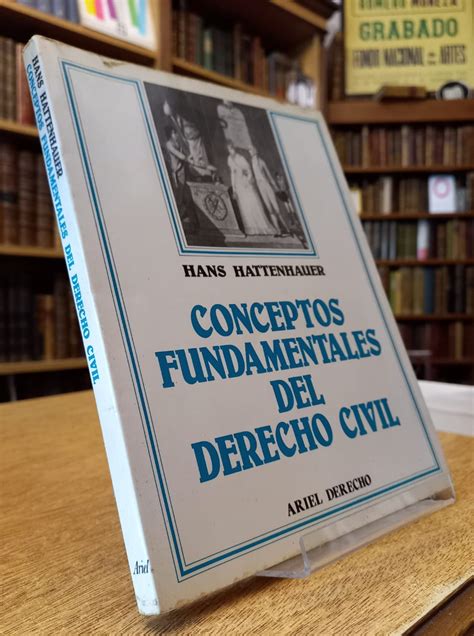 HANS HATTENHAUER
CONCEPTOS FUNDAMENTALES DEL DERECHO CIVIL
Ariel
HANS HATTENHAUER
CONCEPTOS
FUNDAMENTALES
DEL
DERECHO CIVIL
ARIEL DERECHO
GRABADO
FONDO NACIONAL DE LAS ARTES